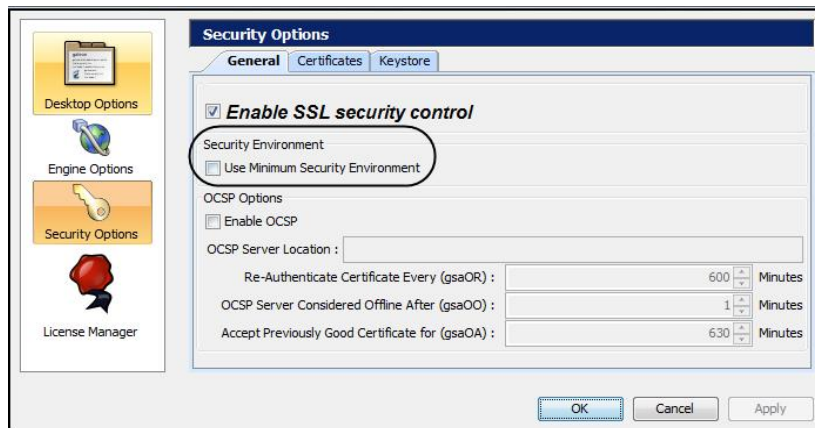 Desktop Options
Engine Options
Security Options
License Manager
Security Options
General Certificates Keystore
Enable SSL security control
Security Environment
Use Minimum Security Environment
OCSP Options
Enable OCSP
OCSP Server Location :
Re-Authenticate Certificate Every (gsaOR) : 600 Minutes
OCSP Server Considered Offline After (gsaOO) : 1 Minutes
Accept Previously Good Certificate for (gsaOA) : 630 Minutes
OK Cancel Apply